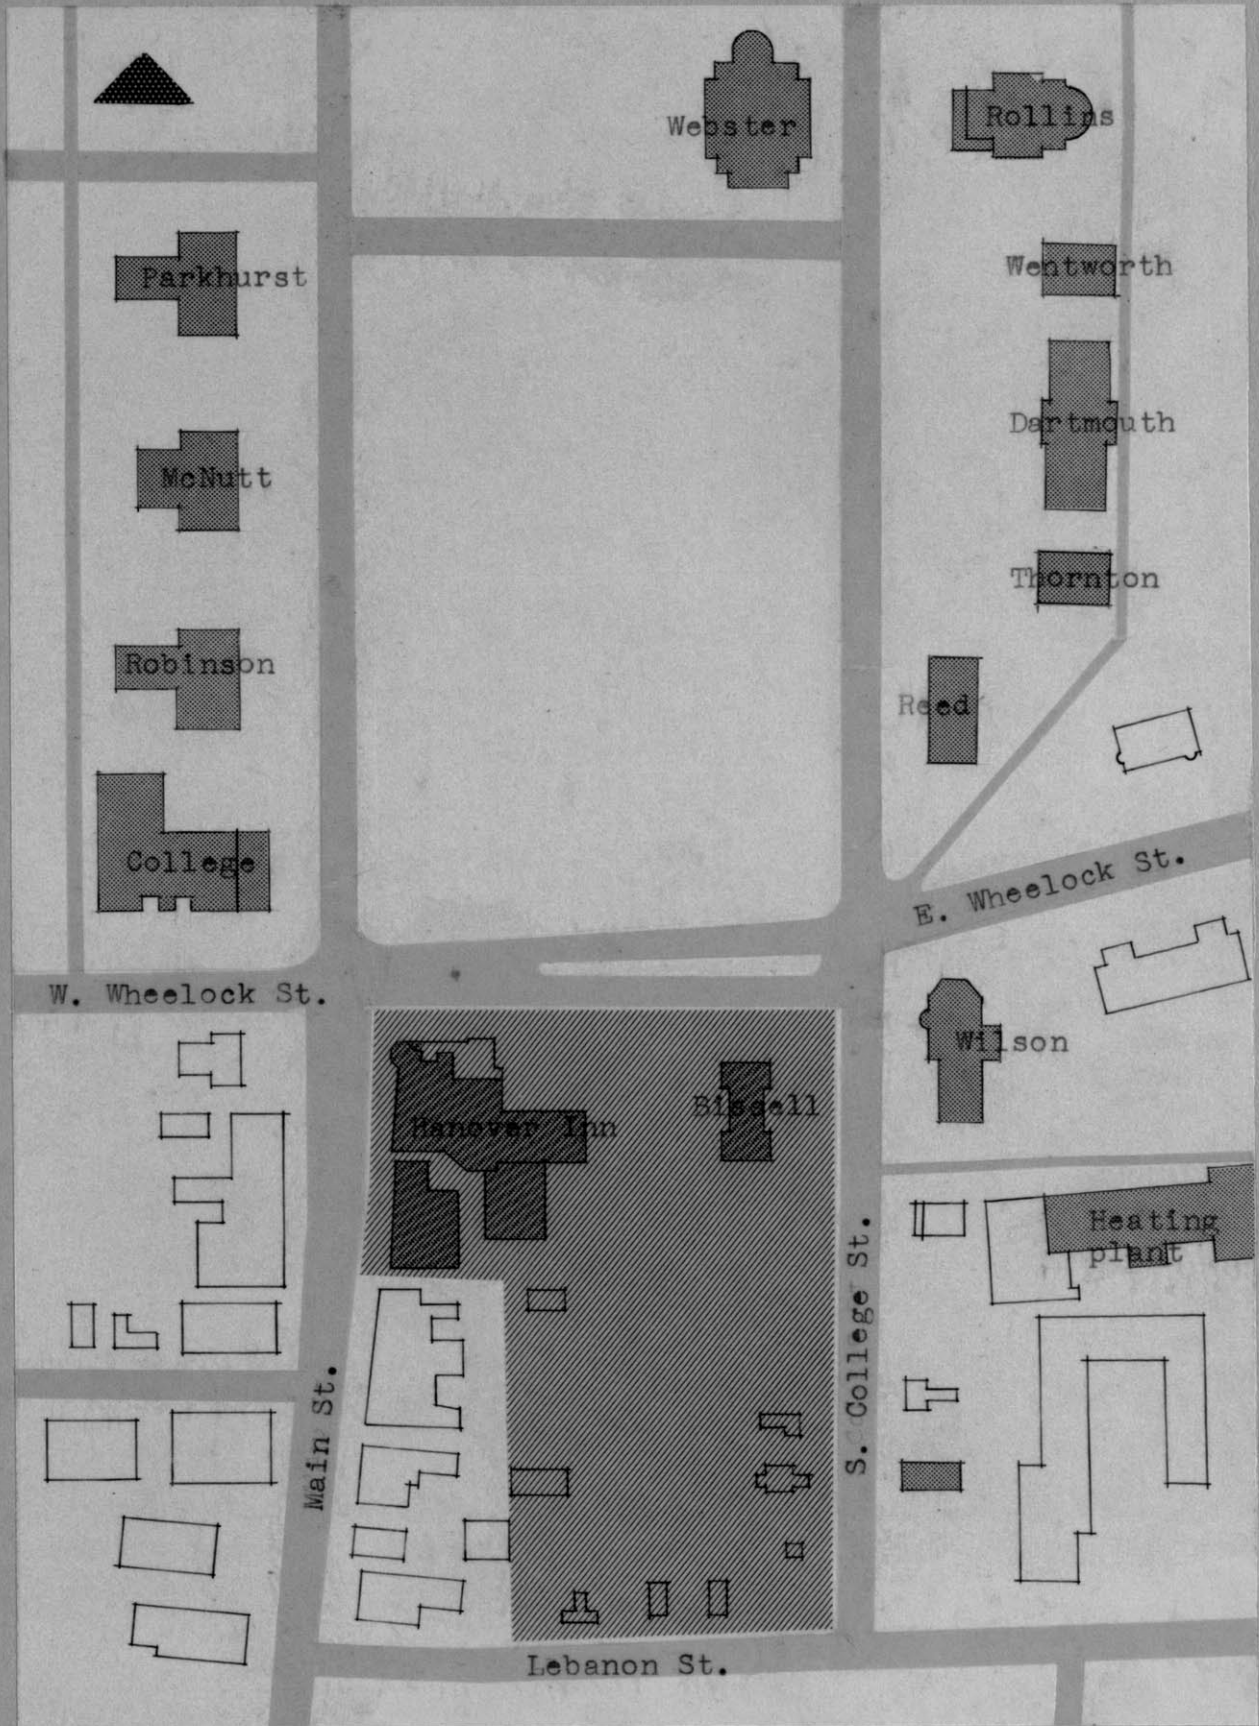 Webster
Rollins
Parkhurst
Wentworth
McNutt
Dartmouth
Thornton
Robinson
Reed
College
E. Wheelock St.
W. Wheelock St.
Wilson
Hanover Inn
Bissell
Heating
plant
Main St.
S. College St.
Lebanon St.